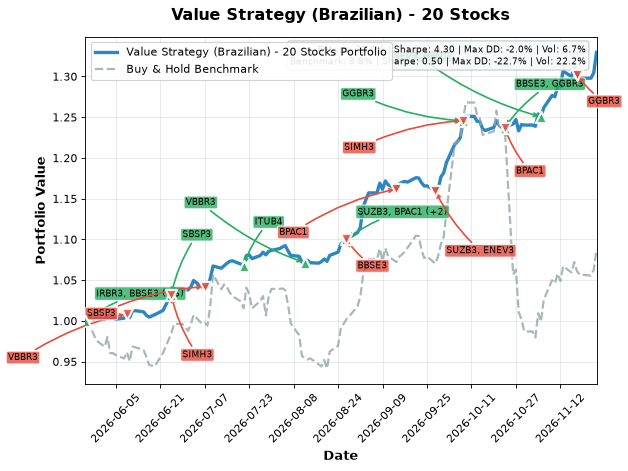 Value Strategy (Brazilian) - 20 Stocks
Value Strategy (Brazilian) - 20 Stocks Portfolio
Buy & Hold Benchmark
Sharpe: 4.30 | Max DD: -2.0% | Vol: 6.7%
Benchmark: 8.8% | Sharpe: 0.50 | Max DD: -22.7% | Vol: 22.2%
BBSE3, GGBR3
GGBR3
GGBR3
SIMH3
BPAC1
VBBR3
SUZB3, BPAC1 (+2)
ITUB4
BPAC1
SBSP3
SUZB3, ENEV3
BBSE3
IRBR3, BBSE3
SBSP3
VBBR3
SIMH3
1.30
1.25
1.20
1.15
1.10
1.05
1.00
0.95
Portfolio Value
2026-06-05
2026-06-21
2026-07-07
2026-07-23
2026-08-08
2026-08-24
2026-09-09
2026-09-25
2026-10-11
2026-10-27
2026-11-12
Date